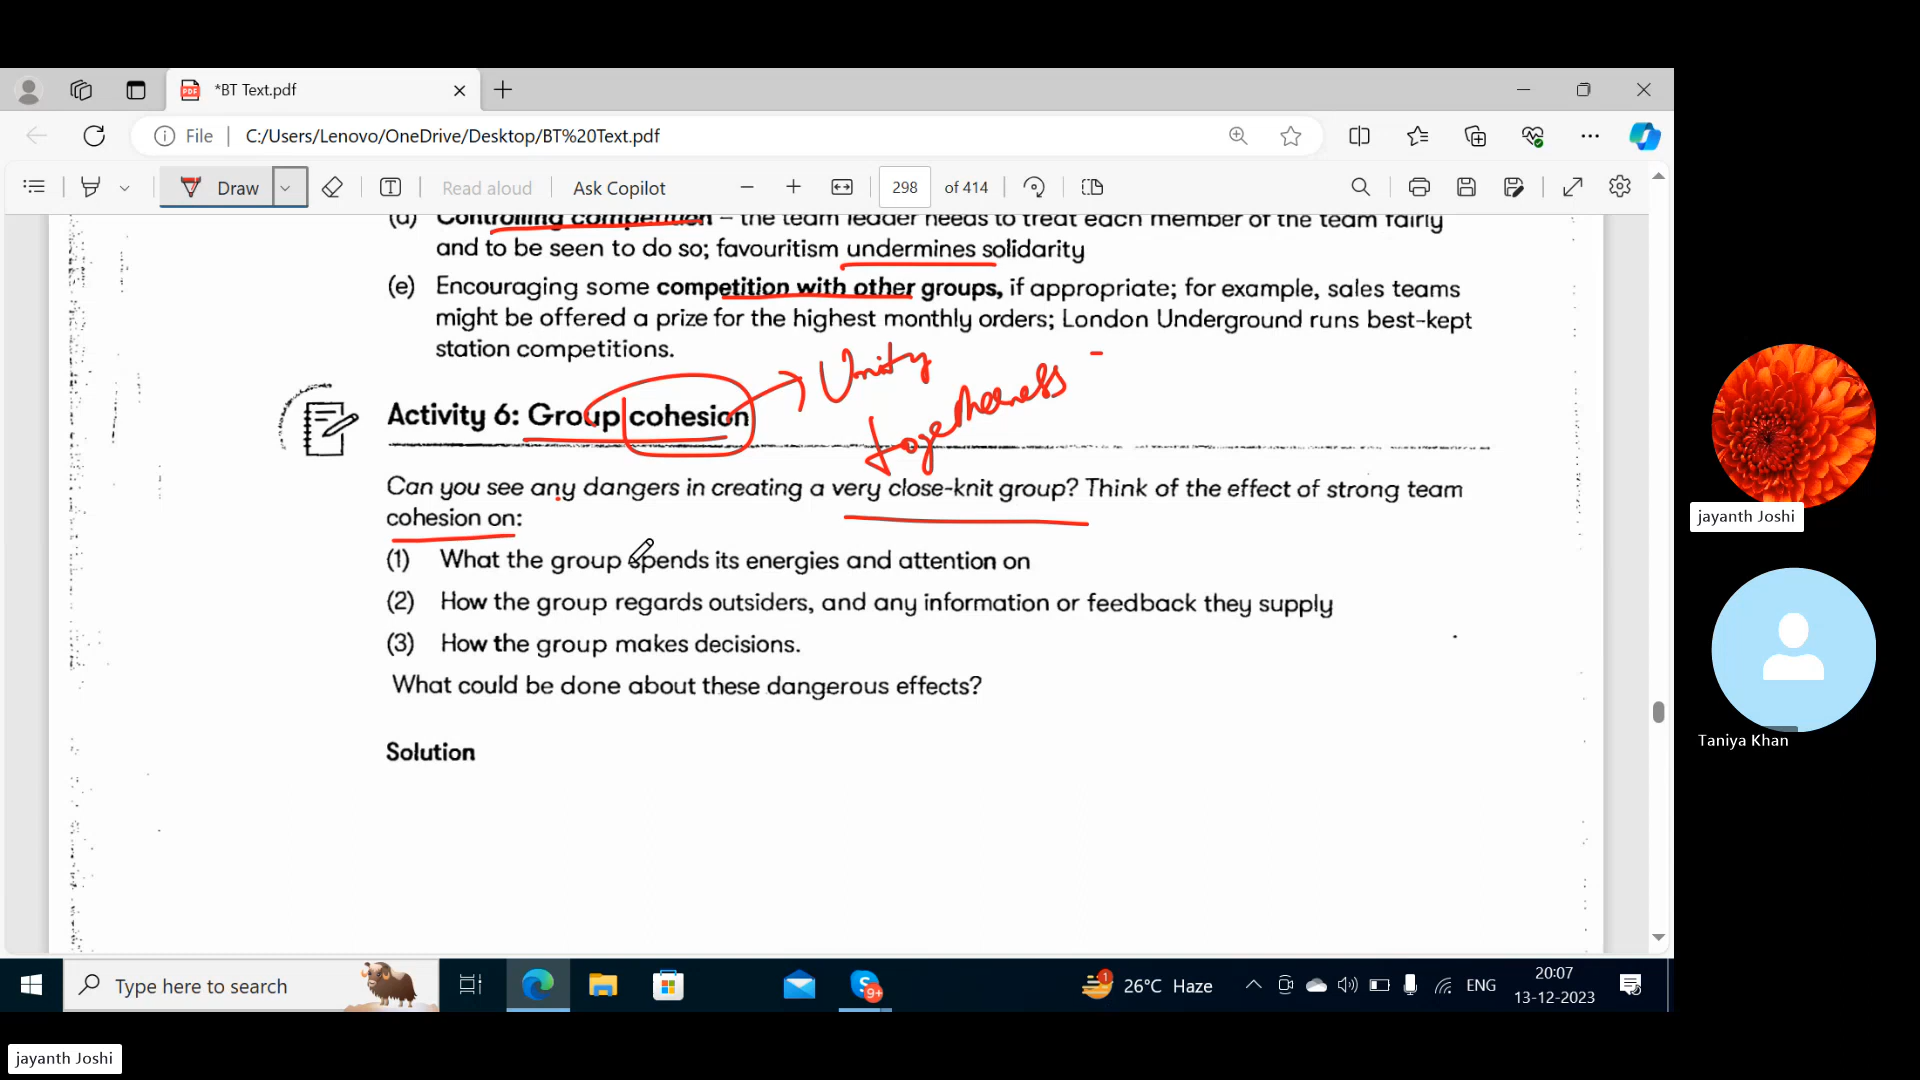 *BT Text.pdf
File
C:/Users/Lenovo/OneDrive/Desktop/BT%20Text.pdf
Draw
Read aloud
Ask Copilot
298
of 414
(d) Controlling competition – the team leader needs to treat each member of the team fairly
and to be seen to do so; favouritism undermines solidarity
(e) Encouraging some competition with other groups, if appropriate; for example, sales teams
might be offered a prize for the highest monthly orders; London Underground runs best-kept
station competitions.
Unity
togetherness
Activity 6: Group cohesion
Can you see any dangers in creating a very close-knit group? Think of the effect of strong team
cohesion on:
(1) What the group spends its energies and attention on
(2) How the group regards outsiders, and any information or feedback they supply
(3) How the group makes decisions.
What could be done about these dangerous effects?
Solution
jayanth Joshi
Taniya Khan
Type here to search
9+
1
26°C Haze
ENG
20:07
13-12-2023
jayanth Joshi